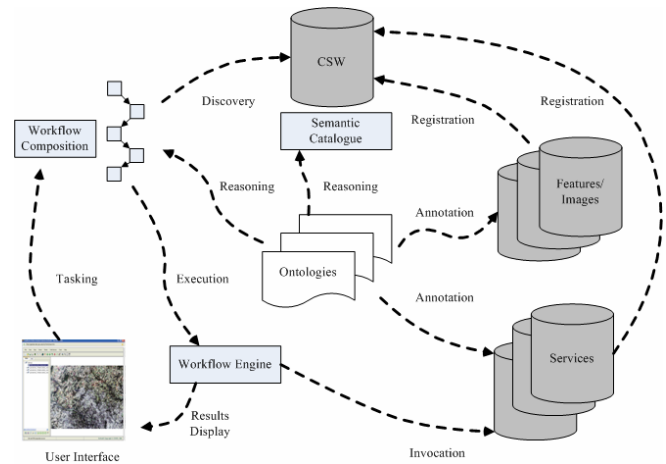 CSW
Discovery
Registration
Registration
Workflow
Composition
Semantic
Catalogue
Features/
Images
Reasoning
Reasoning
Annotation
Ontologies
Tasking
Execution
Annotation
Services
Workflow Engine
Results
Display
User Interface
Invocation